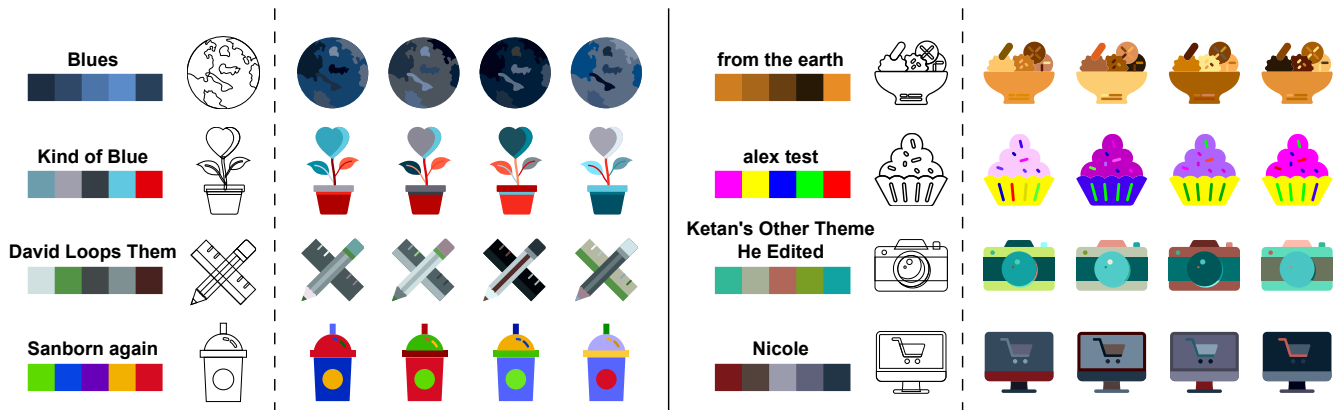 Blues
Kind of Blue
David Loops Them
Sanborn again
from the earth
alex test
Ketan's Other Theme
He Edited
Nicole